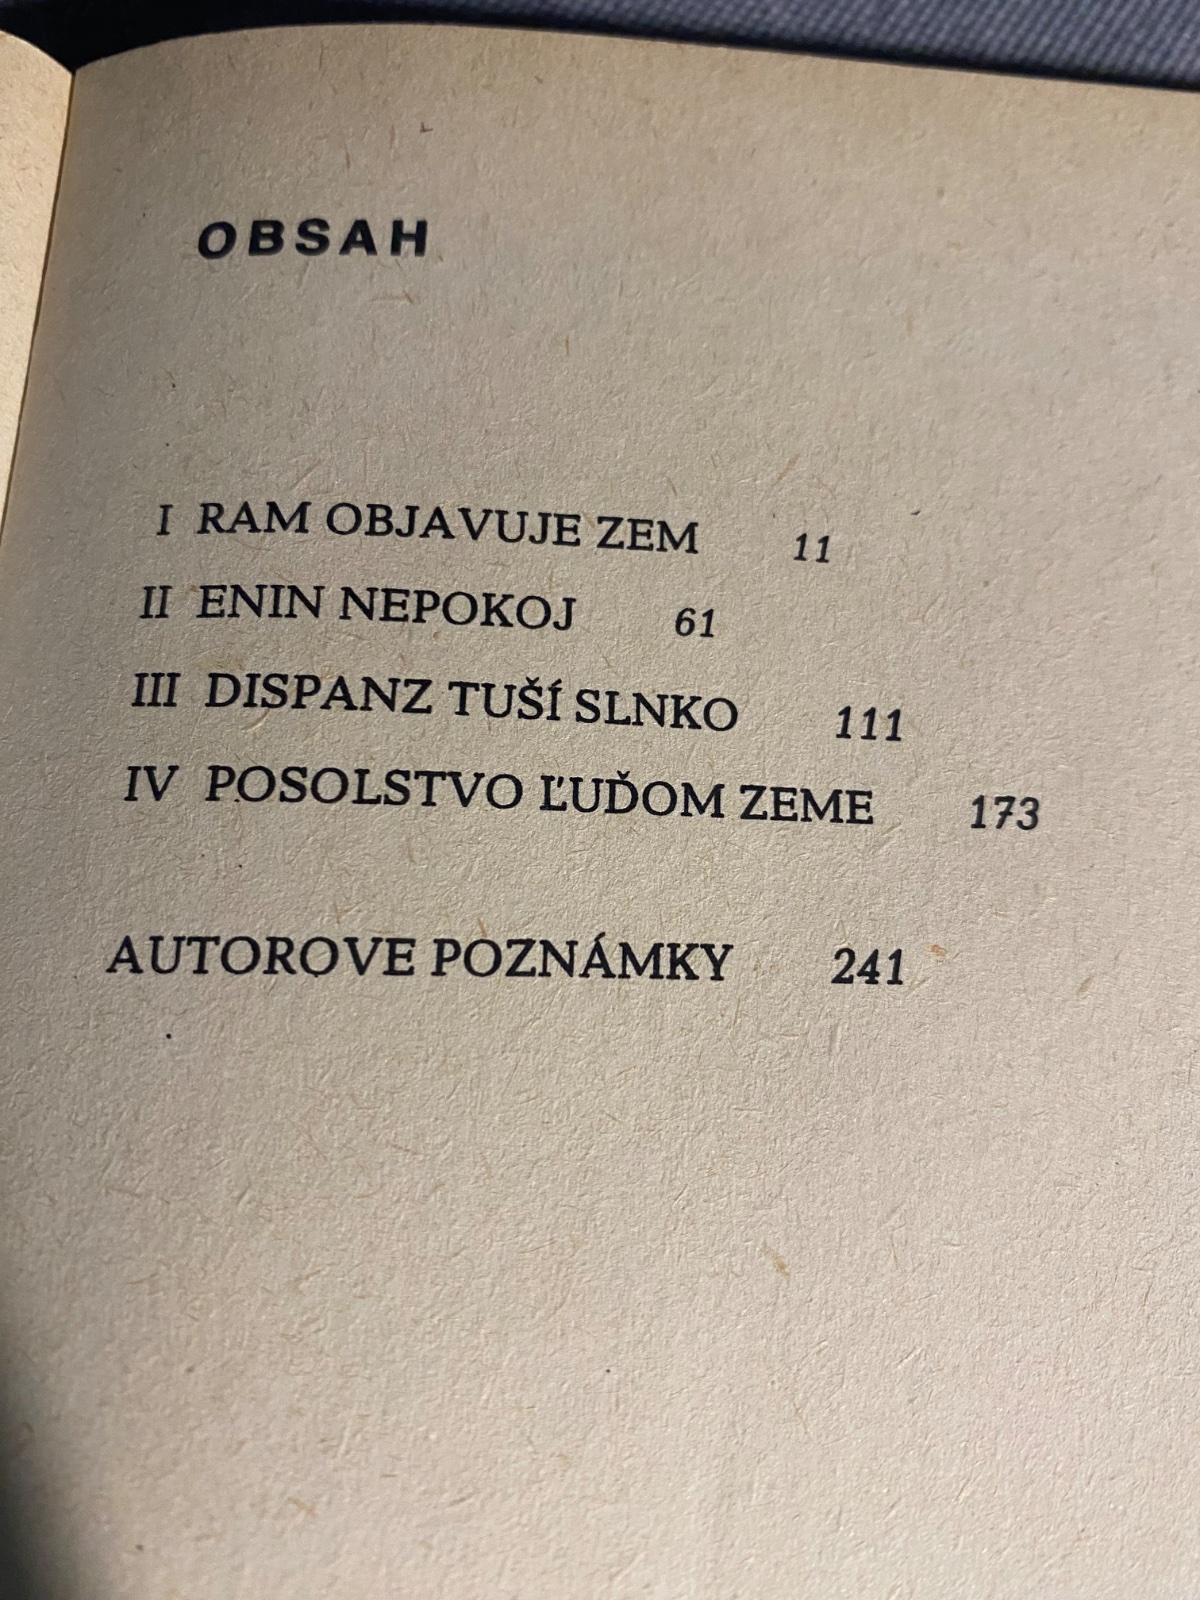 OBSAH
I RAM OBJAVUJE ZEM 11
II ENIN NEPOKOJ 61
III DISPANZ TUŠÍ SLNKO 111
IV POSOLSTVO ĽUĎOM ZEME 173
AUTOROVE POZNÁMKY 241